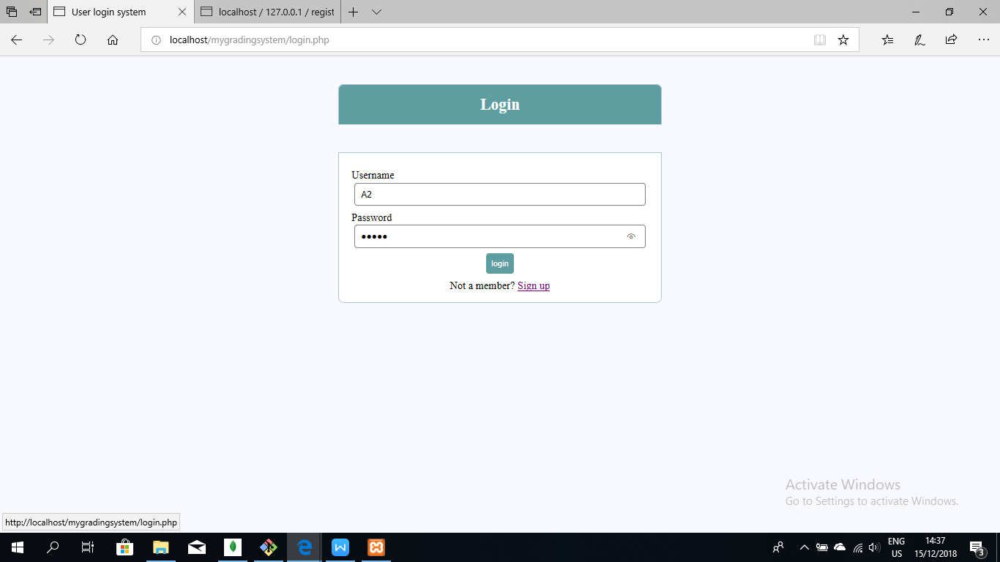 User login system
localhost / 127.0.0.1 / regist
localhost/mygradingsystem/login.php
Login
Username
A2
Password
login
Not a member? Sign up
Activate Windows
Go to Settings to activate Windows.
http://localhost/mygradingsystem/login.php
ENG
US
14:37
15/12/2018
3